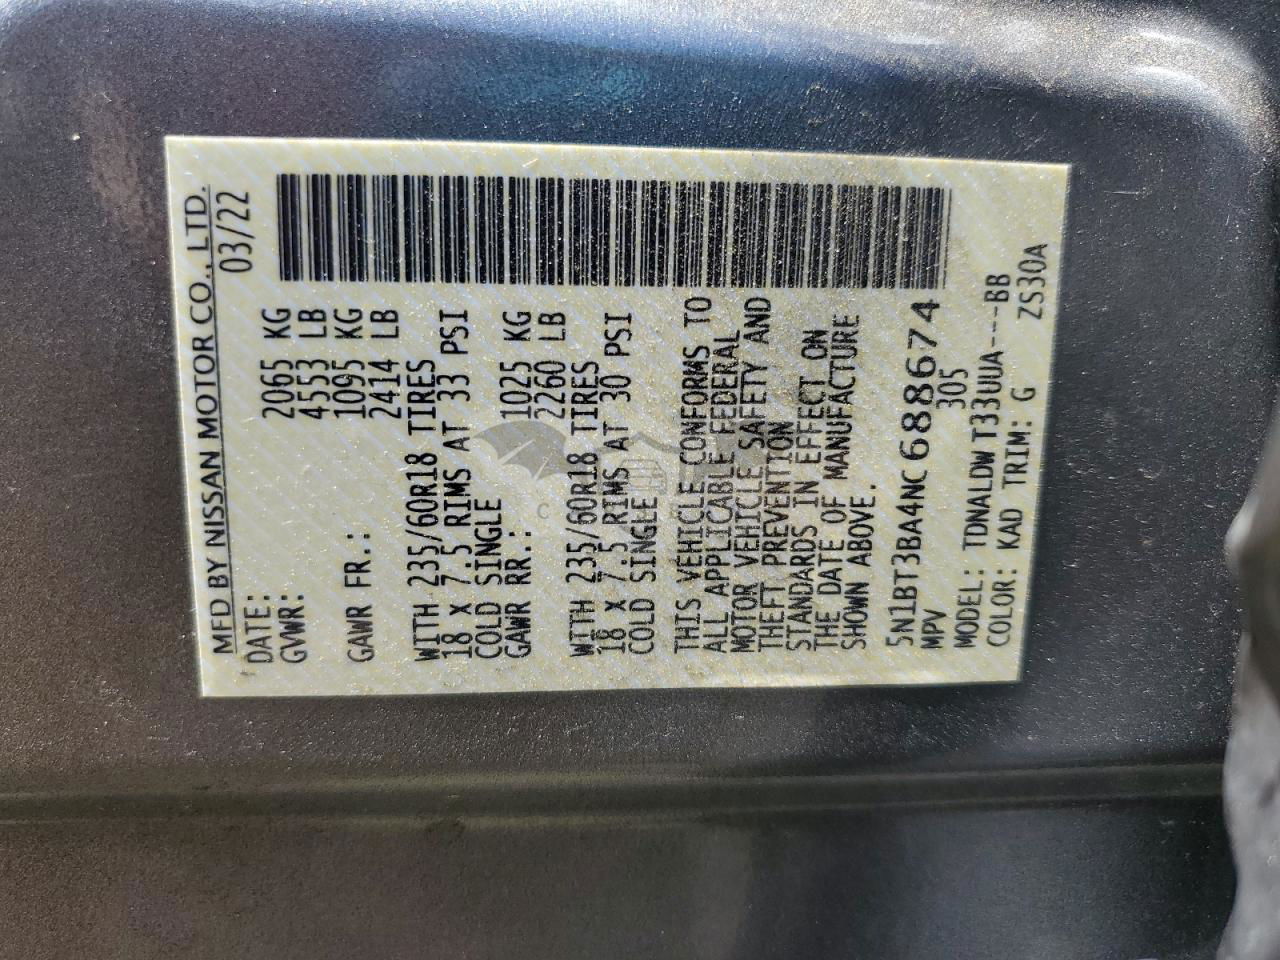 MFD BY NISSAN MOTOR CO., LTD.
DATE: 03/22
GVWR: 2065 KG
4553 LB
GAWR FR.: 1095 KG
2414 LB
WITH 235/60R18 TIRES
18 X 7.5 RIMS AT 33 PSI
COLD SINGLE
GAWR RR.: 1025 KG
2260 LB
WITH 235/60R18 TIRES
18 X 7.5 RIMS AT 30 PSI
COLD SINGLE
THIS VEHICLE CONFORMS TO
ALL APPLICABLE FEDERAL
MOTOR VEHICLE SAFETY AND
THEFT PREVENTION
STANDARDS IN EFFECT ON
THE DATE OF MANUFACTURE
SHOWN ABOVE.
5N1BT3BA4NC688674
MPV 305
MODEL: TDNALDWT33UUA---BB
COLOR: KAD TRIM: G ZS30A